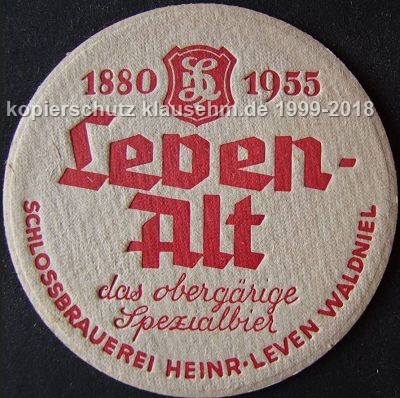 1880 1955
kopierschutz klausehm.de 1999-2018
Leven-
Alt
das obergärige
Spezialbier
SCHLOSSBRAUEREI HEINR·LEVEN WALDNIEL